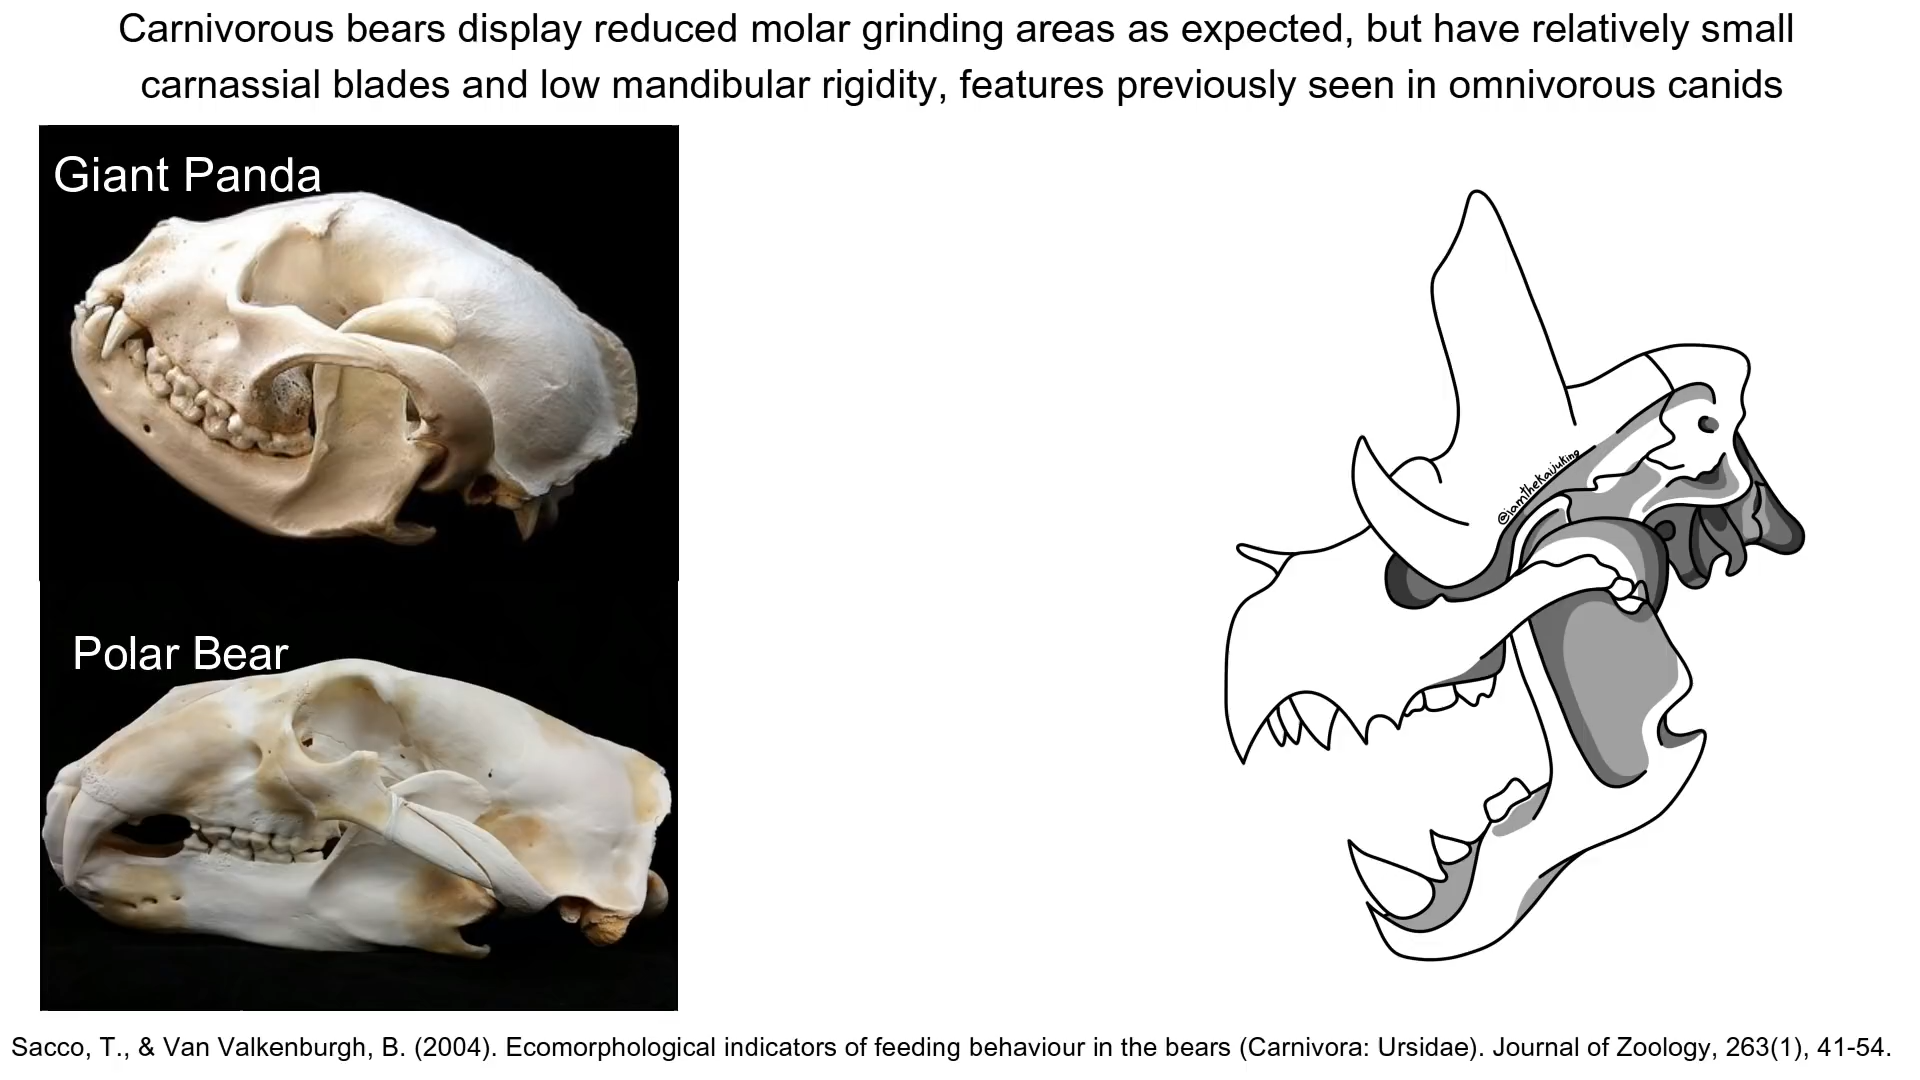 Carnivorous bears display reduced molar grinding areas as expected, but have relatively small
carnassial blades and low mandibular rigidity, features previously seen in omnivorous canids
Giant Panda
@iamthekaijuking
Polar Bear
Sacco, T., & Van Valkenburgh, B. (2004). Ecomorphological indicators of feeding behaviour in the bears (Carnivora: Ursidae). Journal of Zoology, 263(1), 41-54.